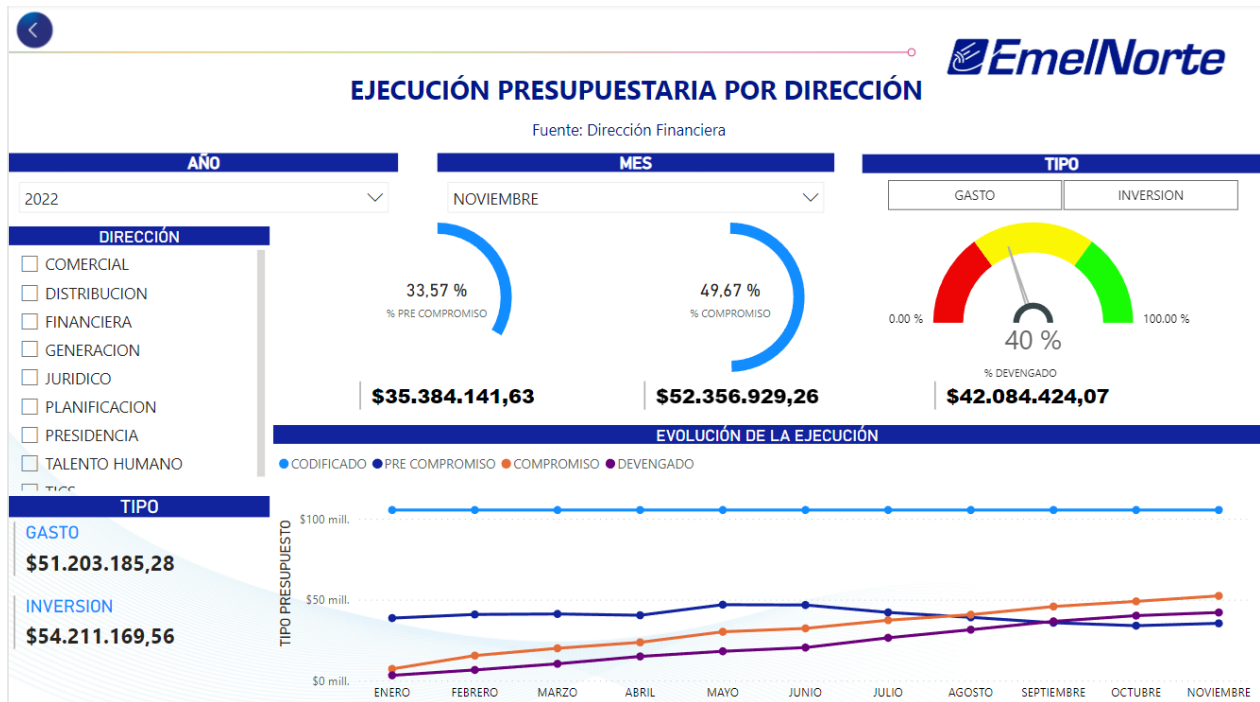 EmelNorte
EJECUCIÓN PRESUPUESTARIA POR DIRECCIÓN
Fuente: Dirección Financiera
AÑO
2022
MES
NOVIEMBRE
TIPO
GASTO INVERSION
DIRECCIÓN
COMERCIAL
DISTRIBUCION
FINANCIERA
GENERACION
JURIDICO
PLANIFICACION
PRESIDENCIA
TALENTO HUMANO
TICS
33,57 %
% PRE COMPROMISO
$35.384.141,63
49,67 %
% COMPROMISO
$52.356.929,26
0.00 %
100.00 %
40 %
% DEVENGADO
$42.084.424,07
TIPO
GASTO
$51.203.185,28
INVERSION
$54.211.169,56
EVOLUCIÓN DE LA EJECUCIÓN
CODIFICADO PRE COMPROMISO COMPROMISO DEVENGADO
TIPO PRESUPUESTO
$100 mill.
$50 mill.
$0 mill.
ENERO FEBRERO MARZO ABRIL MAYO JUNIO JULIO AGOSTO SEPTIEMBRE OCTUBRE NOVIEMBRE